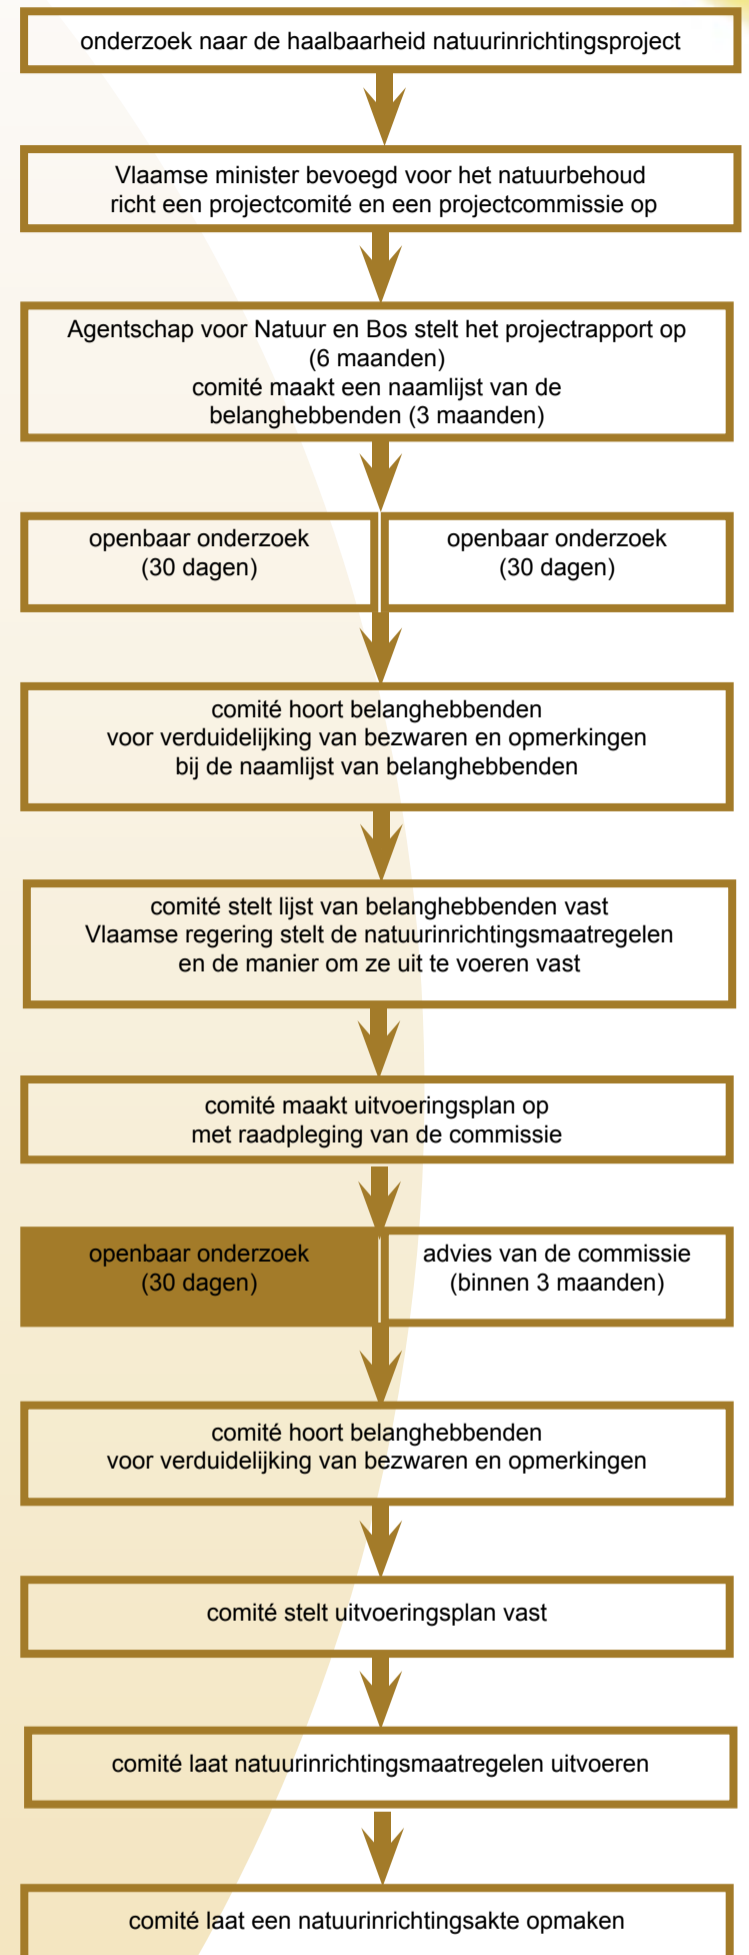 onderzoek naar de haalbaarheid natuurinrichtingsproject
Vlaamse minister bevoegd voor het natuurbehoud
richt een projectcomité en een projectcommissie op
Agentschap voor Natuur en Bos stelt het projectrapport op
(6 maanden)
comité maakt een naamlijst van de
belanghebbenden (3 maanden)
openbaar onderzoek
(30 dagen)
openbaar onderzoek
(30 dagen)
comité hoort belanghebbenden
voor verduidelijking van bezwaren en opmerkingen
bij de naamlijst van belanghebbenden
comité stelt lijst van belanghebbenden vast
Vlaamse regering stelt de natuurinrichtingsmaatregelen
en de manier om ze uit te voeren vast
comité maakt uitvoeringsplan op
met raadpleging van de commissie
openbaar onderzoek
(30 dagen)
advies van de commissie
(binnen 3 maanden)
comité hoort belanghebbenden
voor verduidelijking van bezwaren en opmerkingen
comité stelt uitvoeringsplan vast
comité laat natuurinrichtingsmaatregelen uitvoeren
comité laat een natuurinrichtingsakte opmaken